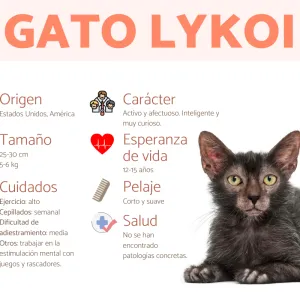 GATO LYKOI
Origen
Estados Unidos, América
Tamaño
25-30 cm
5-6 kg
Cuidados
Ejercicio: alto
Cepillados: semanal
Dificultad de
adiestramiento: media
Otros: trabajar en la
estimulación mental con
juegos y rascadores.
Carácter
Activo y afectuoso. Inteligente y
muy curioso.
Esperanza
de vida
12-15 años
Pelaje
Corto y suave
Salud
No se han
encontrado
patologías concretas.